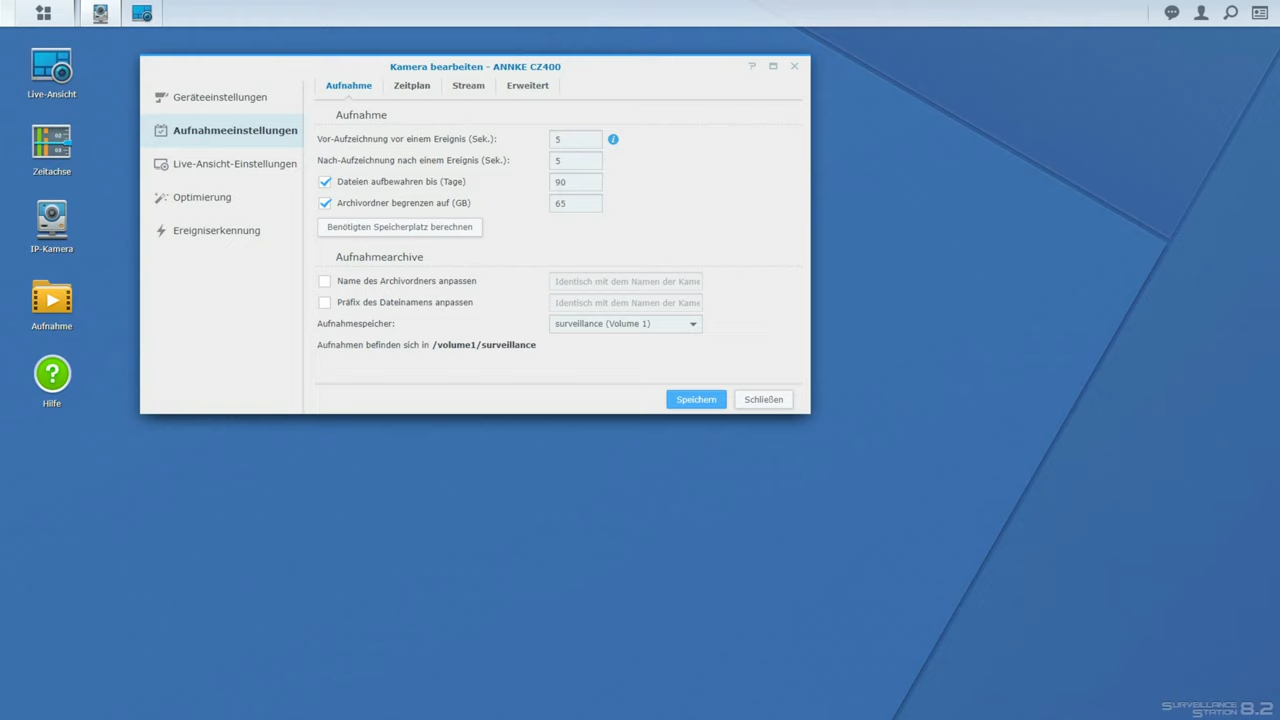 Kamera bearbeiten - ANNKE CZ400
Live-Ansicht
Zeitachse
IP-Kamera
Aufnahme
?
Hilfe
Geräteeinstellungen
Aufnahmeeinstellungen
Live-Ansicht-Einstellungen
Optimierung
Ereigniserkennung
Aufnahme Zeitplan Stream Erweitert
Aufnahme
Vor-Aufzeichnung vor einem Ereignis (Sek.): 5
Nach-Aufzeichnung nach einem Ereignis (Sek.): 5
Dateien aufbewahren bis (Tage) 90
Archivordner begrenzen auf (GB) 65
Benötigten Speicherplatz berechnen
Aufnahmearchive
Name des Archivordners anpassen Identisch mit dem Namen der Kame
Präfix des Dateinamens anpassen Identisch mit dem Namen der Kame
Aufnahmespeicher: surveillance (Volume 1)
Aufnahmen befinden sich in /volume1/surveillance
Speichern Schließen
SURVEILLANCE
STATION 8.2